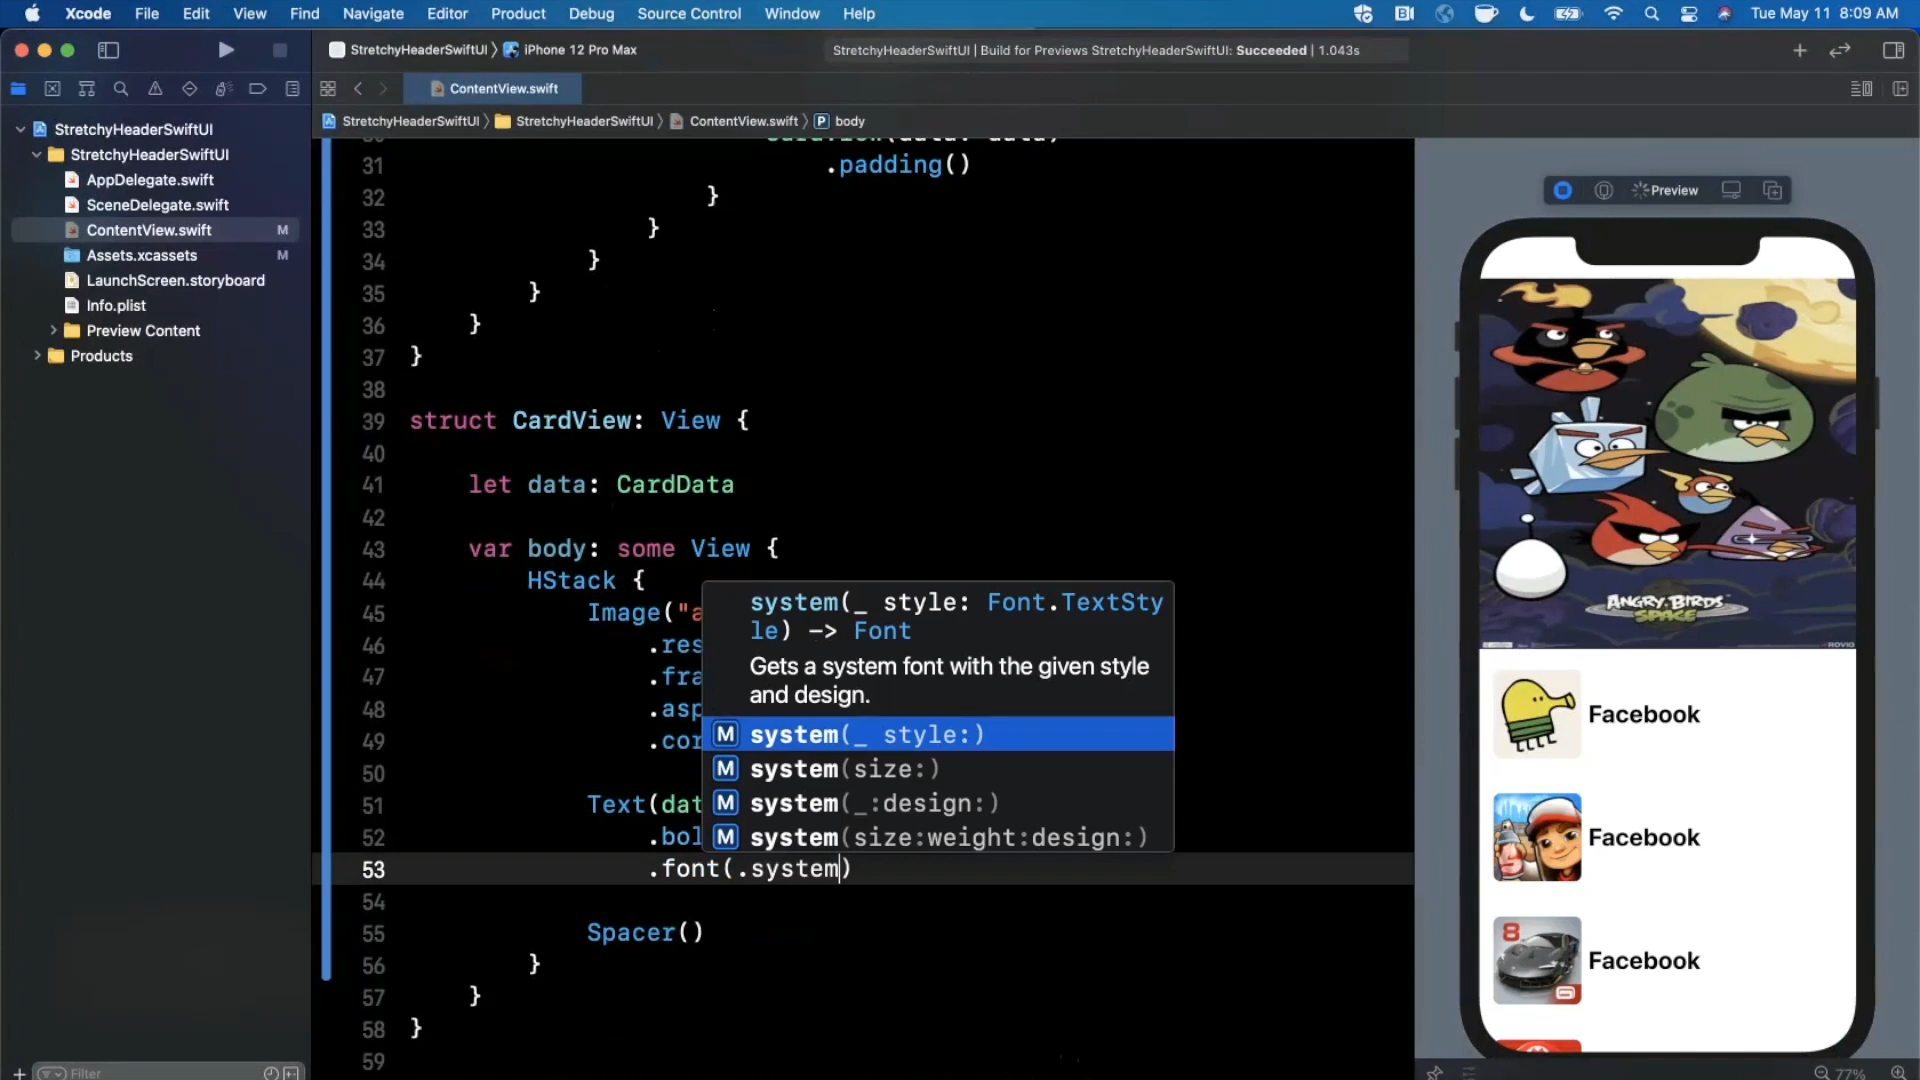 Xcode File Edit View Find Navigate Editor Product Debug Source Control Window Help Tue May 11 8:09 AM
StretchyHeaderSwiftUI iPhone 12 Pro Max StretchyHeaderSwiftUI | Build for Previews StretchyHeaderSwiftUI: Succeeded | 1.043s
ContentView.swift
StretchyHeaderSwiftUI StretchyHeaderSwiftUI ContentView.swift P body
StretchyHeaderSwiftUI
StretchyHeaderSwiftUI
AppDelegate.swift
SceneDelegate.swift
ContentView.swift M
Assets.xcassets M
LaunchScreen.storyboard
Info.plist
Preview Content
Products
Filter
31 .padding()
32 }
33 }
34 }
35 }
36 }
37 }
38
39 struct CardView: View {
40
41 let data: CardData
42
43 var body: some View {
44 HStack {
45 Image("a
46 .res
47 .fra
48 .asp
49 .cor
50
51 Text(dat
52 .bol
53 .font(.system)
54
55 Spacer()
56 }
57 }
58 }
59
system(_ style: Font.TextSty
le) -> Font
Gets a system font with the given style
and design.
M system(_ style:)
M system(size:)
M system(_:design:)
M system(size:weight:design:)
Preview
ANGRY BIRDS
SPACE
ROVIO
Facebook
Facebook
8
Facebook
77%